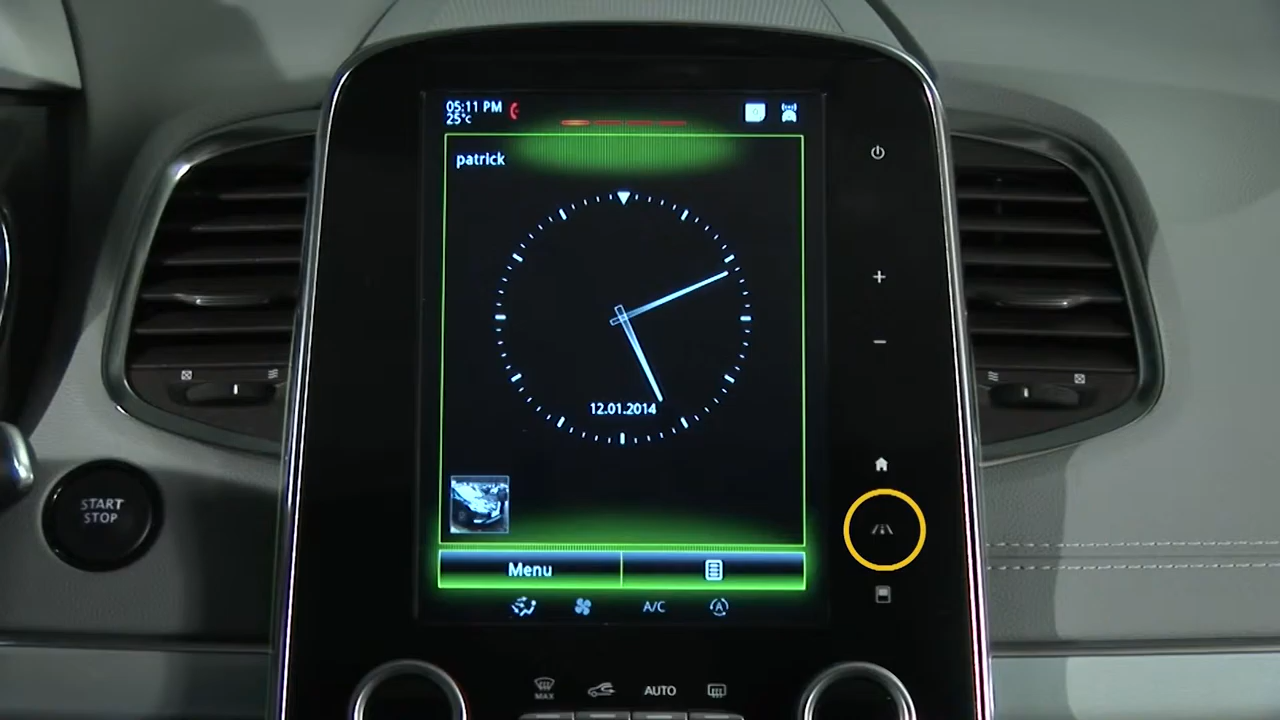 05:11 PM
25°c
patrick
12.01.2014
START
STOP
Menu
A/C
A
MAX
AUTO